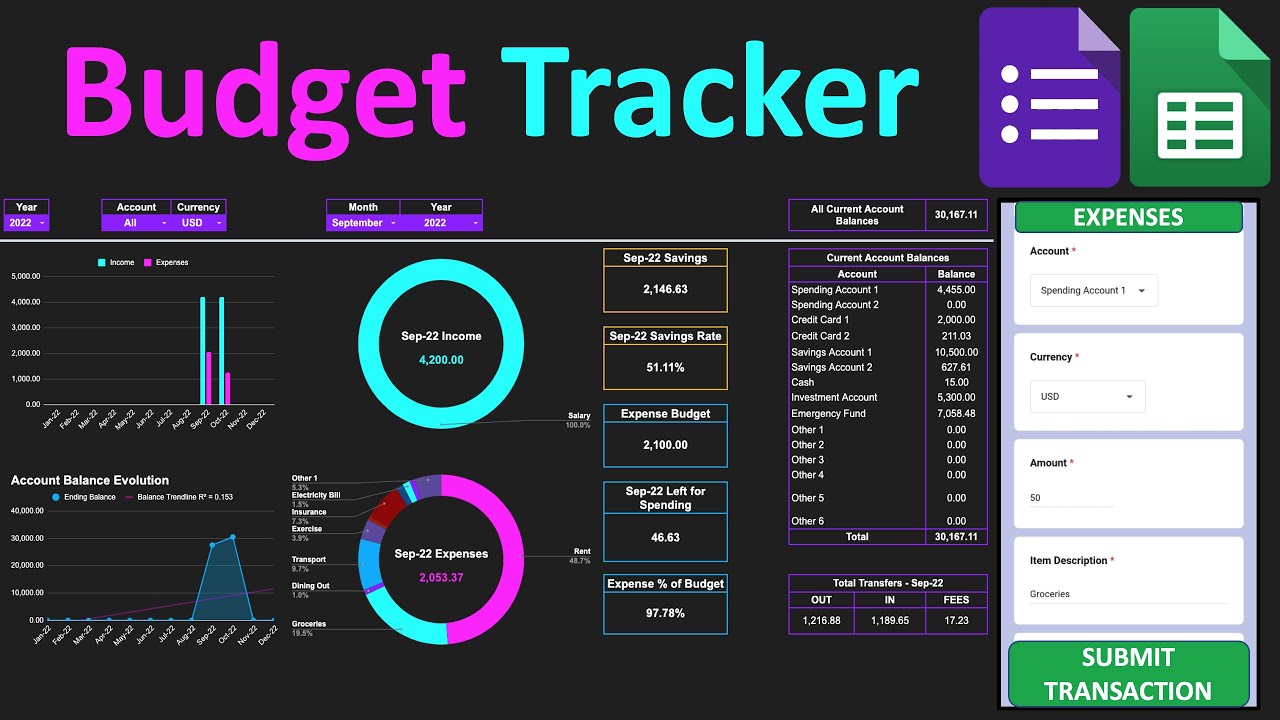 Budget Tracker
Year
2022
Account Currency
All USD
Month Year
September 2022
All Current Account
Balances
30,167.11
Income Expenses
5,000.00
4,000.00
3,000.00
2,000.00
1,000.00
0.00
Jan-22 Feb-22 Mar-22 Apr-22 May-22 Jun-22 Jul-22 Aug-22 Sep-22 Oct-22 Nov-22 Dec-22
Account Balance Evolution
Ending Balance Balance Trendline R² = 0.153
40,000.00
30,000.00
20,000.00
10,000.00
0.00
Jan-22 Feb-22 Mar-22 Apr-22 May-22 Jun-22 Jul-22 Aug-22 Sep-22 Oct-22 Nov-22 Dec-22
Sep-22 Income
4,200.00
Salary
100.0%
Other 1
5.3%
Electricity Bill
1.5%
Insurance
7.3%
Exercise
3.9%
Transport
9.7%
Dining Out
1.0%
Groceries
19.5%
Sep-22 Expenses
2,053.37
Rent
48.7%
Sep-22 Savings
2,146.63
Sep-22 Savings Rate
51.11%
Expense Budget
2,100.00
Sep-22 Left for
Spending
46.63
Expense % of Budget
97.78%
Current Account Balances
Account Balance
Spending Account 1 4,455.00
Spending Account 2 0.00
Credit Card 1 2,000.00
Credit Card 2 211.03
Savings Account 1 10,500.00
Savings Account 2 627.61
Cash 15.00
Investment Account 5,300.00
Emergency Fund 7,058.48
Other 1 0.00
Other 2 0.00
Other 3 0.00
Other 4 0.00
Other 5 0.00
Other 6 0.00
Total 30,167.11
Total Transfers - Sep-22
OUT IN FEES
1,216.88 1,189.65 17.23
EXPENSES
Account *
Spending Account 1
Currency *
USD
Amount *
50
Item Description *
Groceries
SUBMIT
TRANSACTION